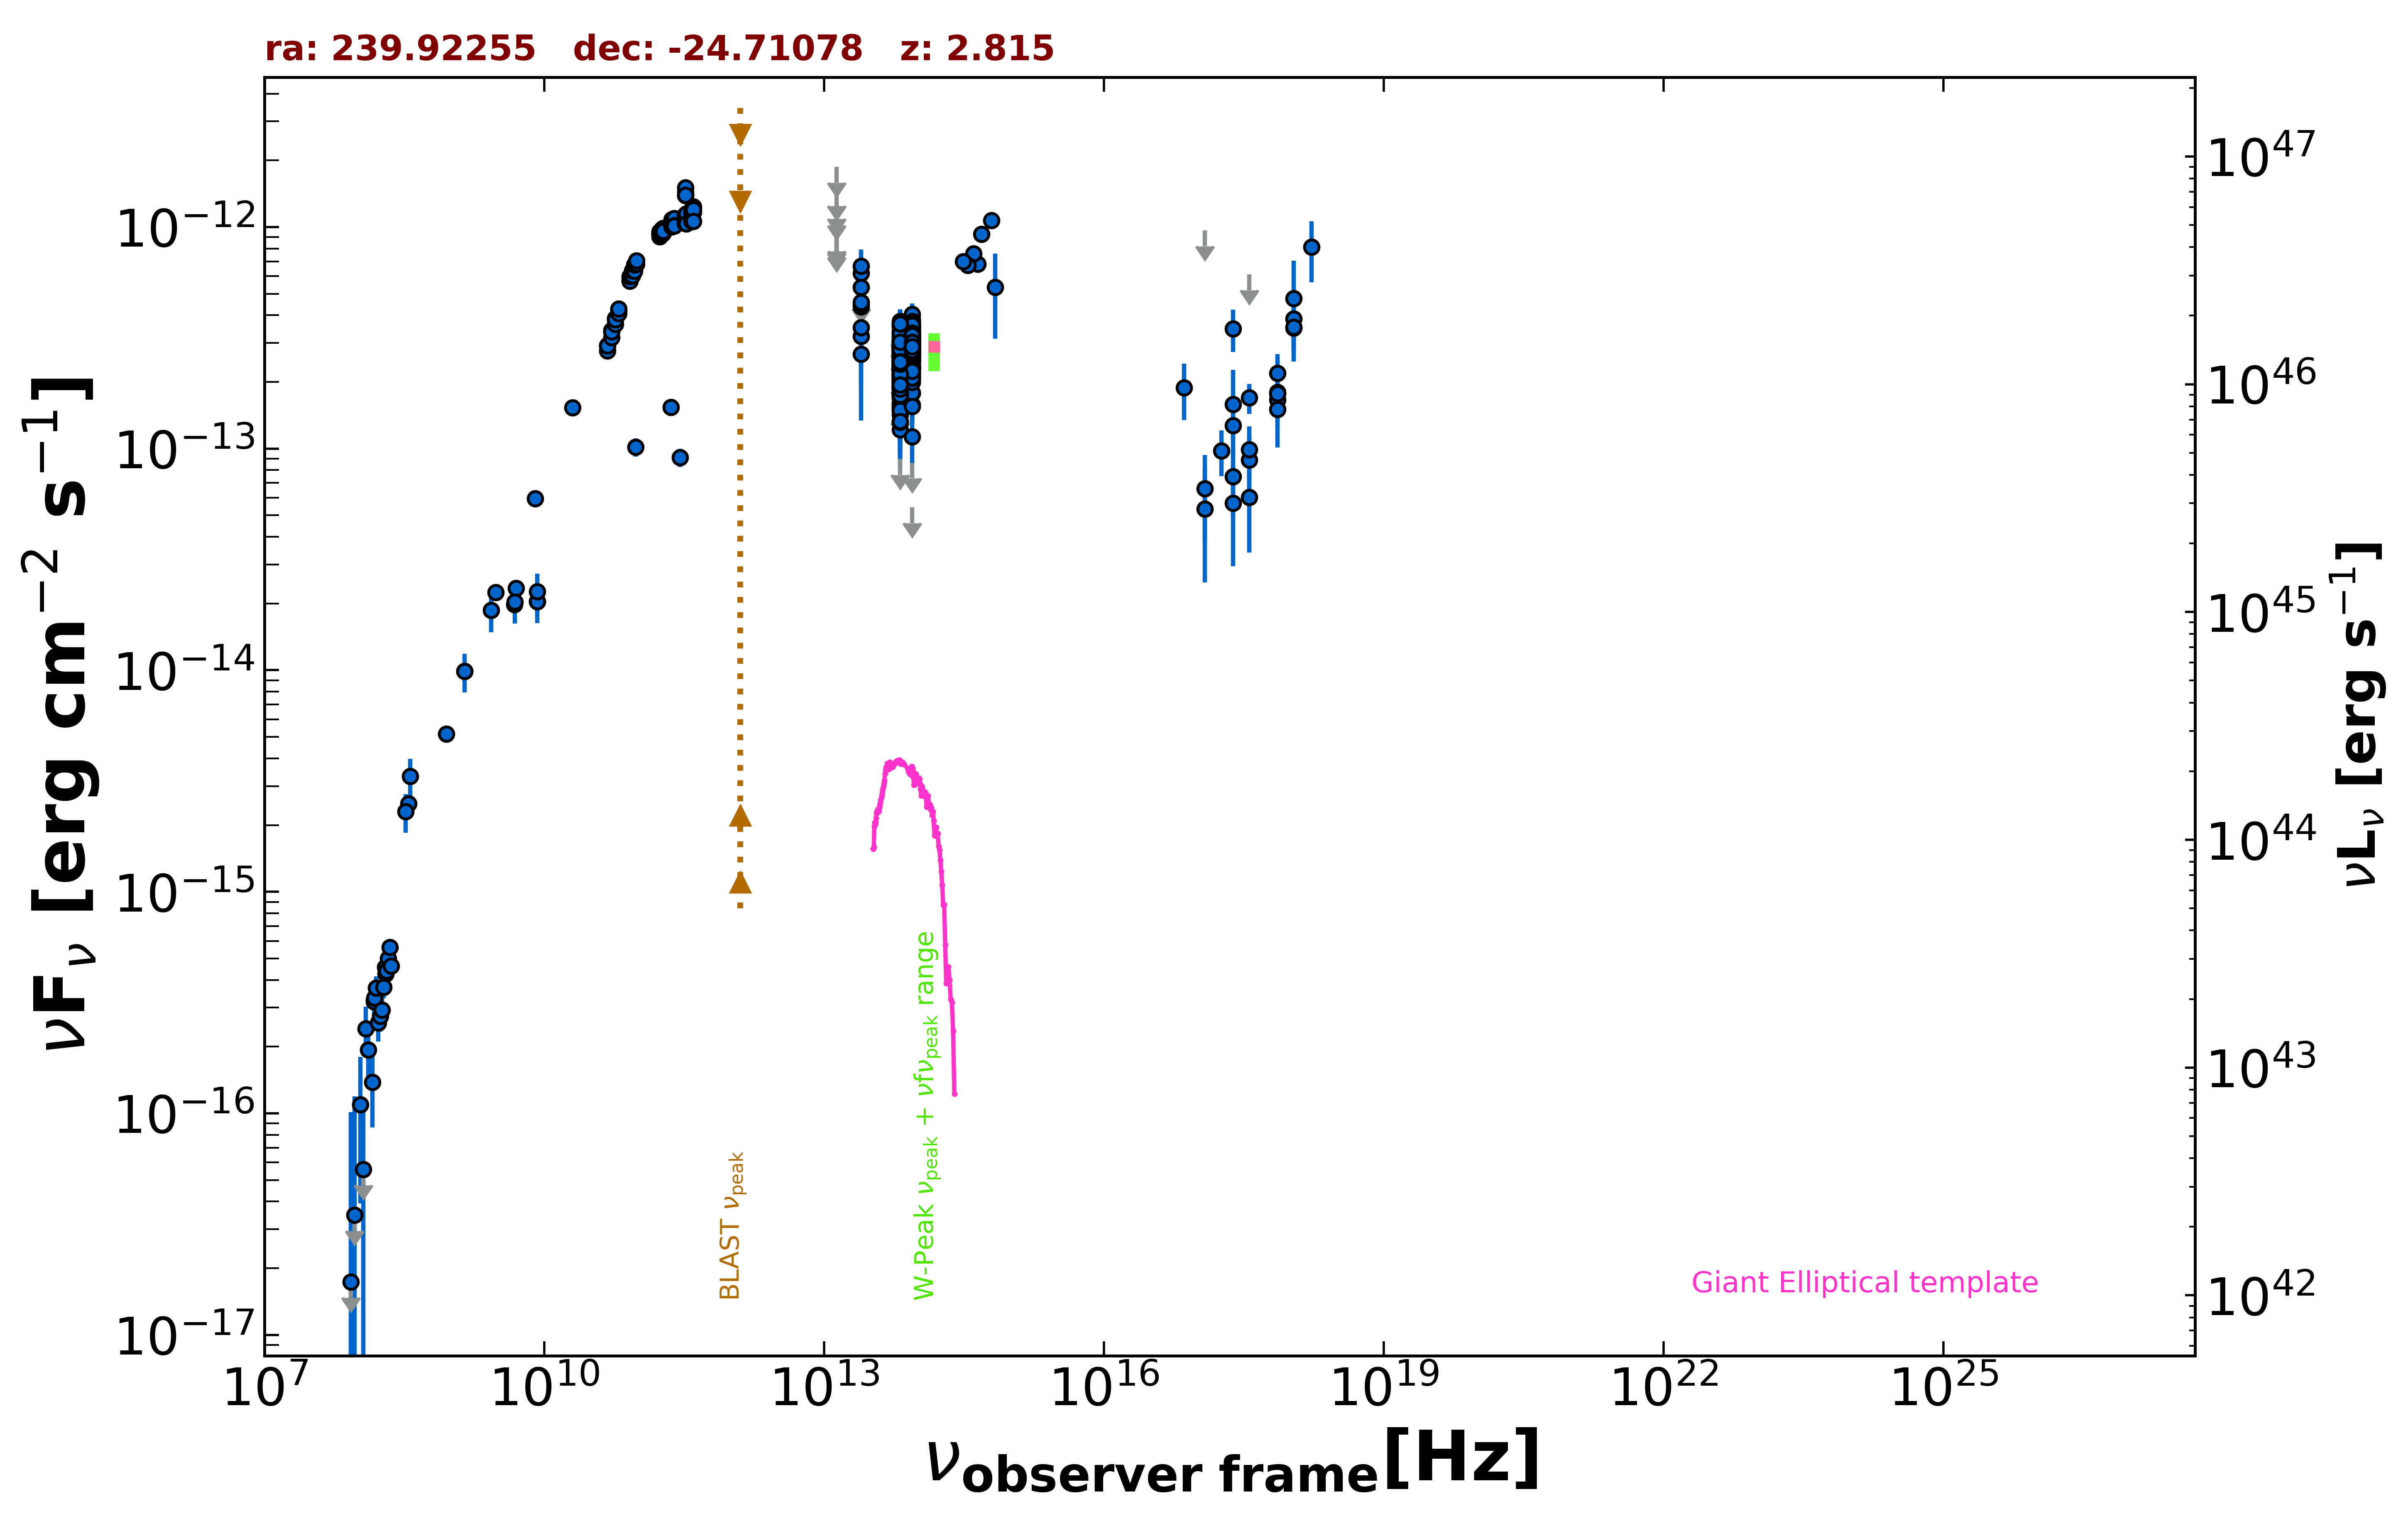 ra: 239.92255 dec: -24.71078 z: 2.815
νFν [erg cm⁻² s⁻¹]
10⁻¹²
10⁻¹³
10⁻¹⁴
10⁻¹⁵
10⁻¹⁶
10⁻¹⁷
BLAST νpeak
W-Peak νpeak + νfνpeak range
Giant Elliptical template
10⁴⁷
10⁴⁶
10⁴⁵
10⁴⁴
10⁴³
10⁴²
νLν [erg s⁻¹]
10⁷ 10¹⁰ 10¹³ 10¹⁶ 10¹⁹ 10²² 10²⁵
νobserver frame[Hz]